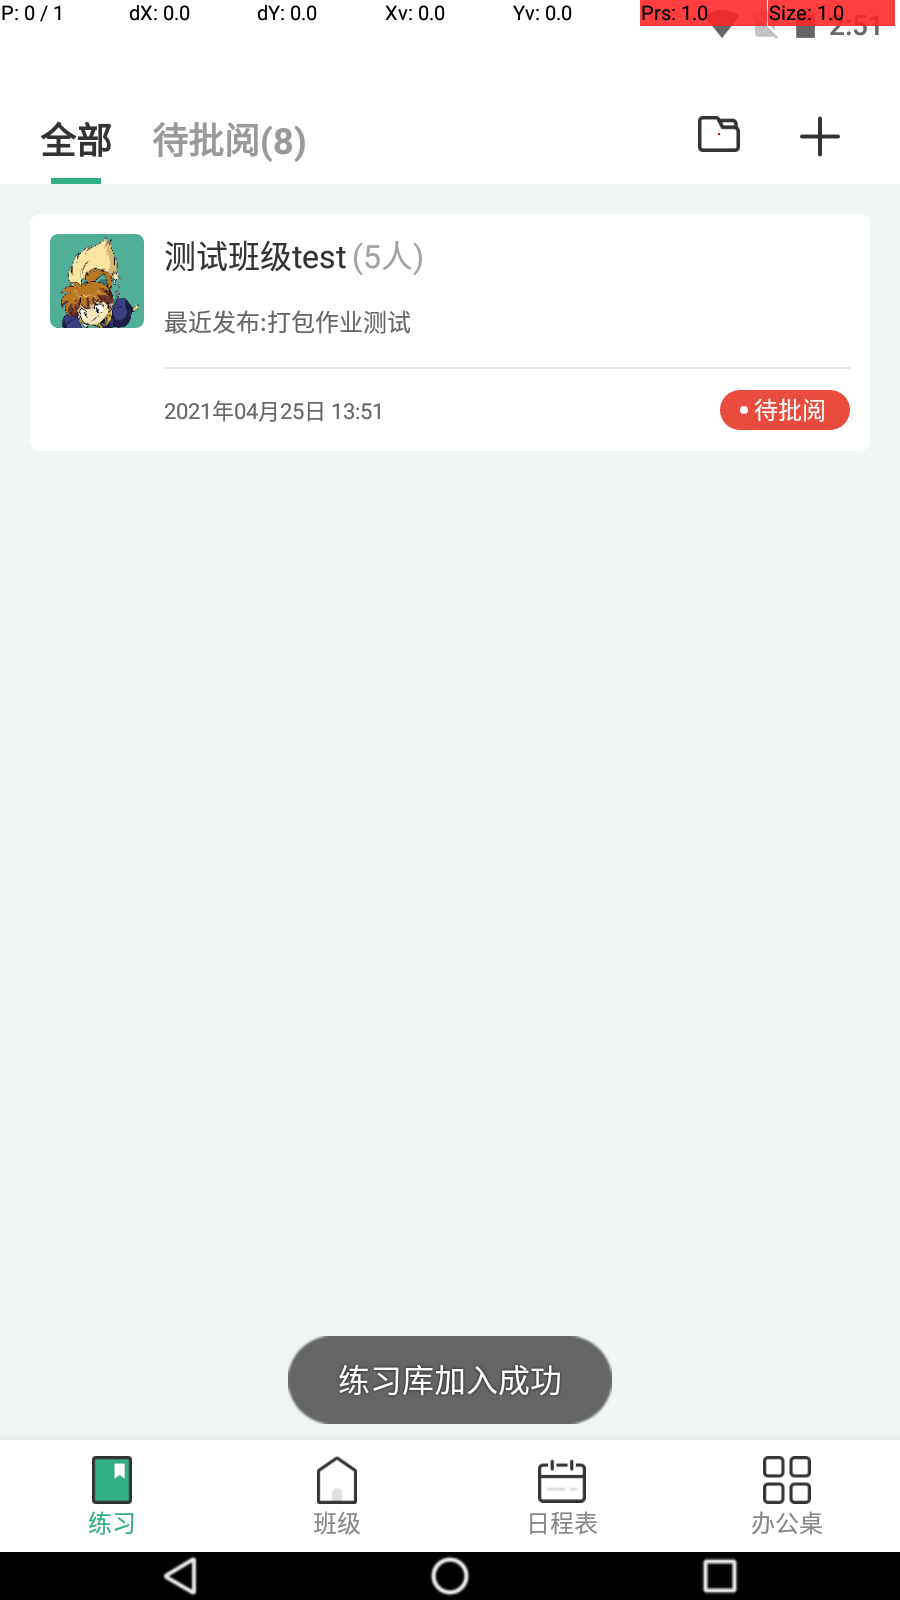 P: 0 / 1 dX: 0.0 dY: 0.0 Xv: 0.0 Yv: 0.0 Prs: 1.0 Size: 1.0
2:51
全部 待批阅(8)
测试班级test (5人)
最近发布:打包作业测试
2021年04月25日 13:51 待批阅
练习库加入成功
练习 班级 日程表 办公桌